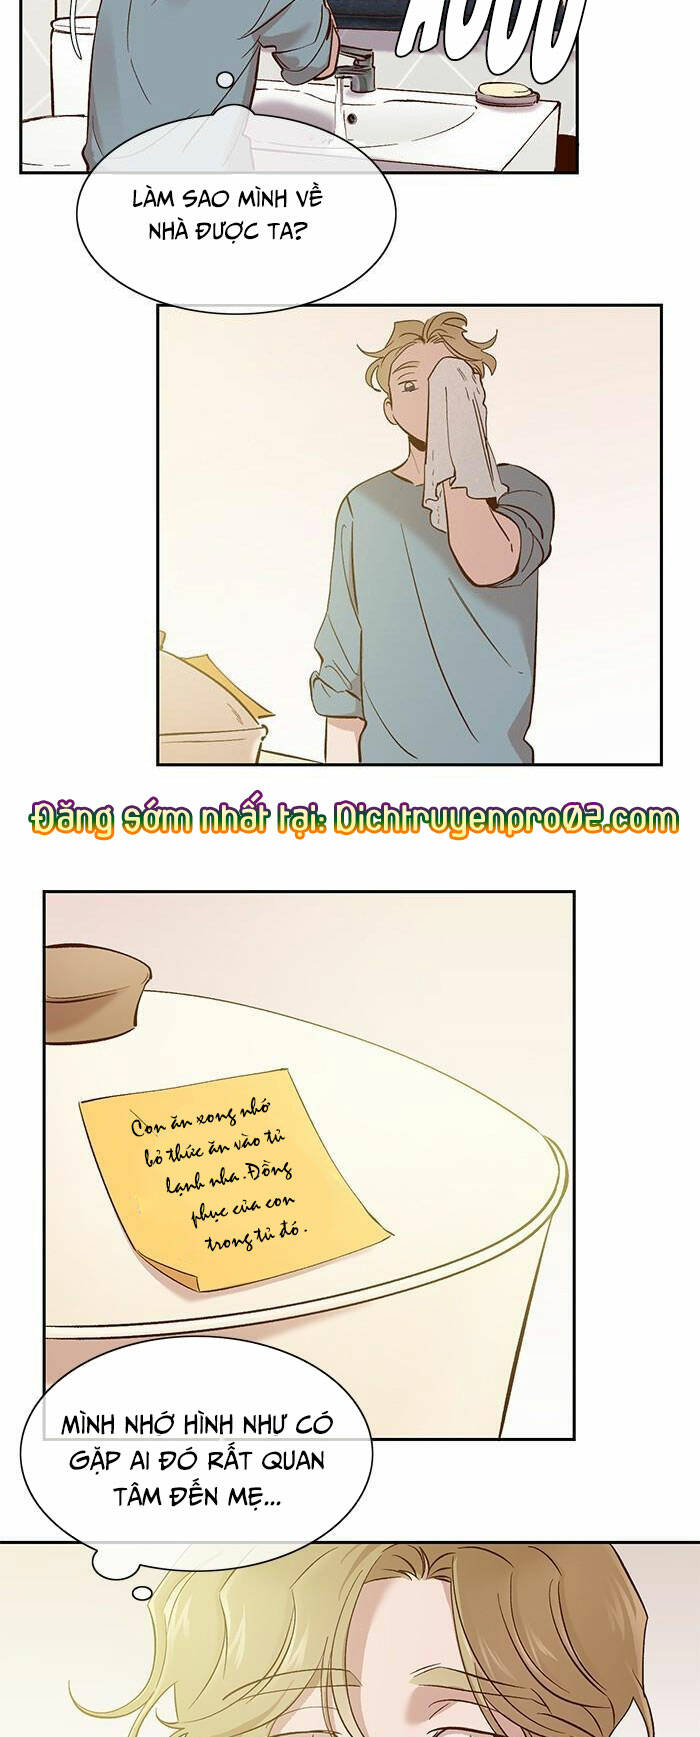 LÀM SAO MÌNH VỀ
NHÀ ĐƯỢC TA?
Đăng sớm nhất tại: Dichtruyenpro02.com
Con ăn xong nhớ
bỏ thức ăn vào tủ
lạnh nha. Đồng
phục của con
trong tủ đó.
MÌNH NHỚ HÌNH NHƯ CÓ
GẶP AI ĐÓ RẤT QUAN
TÂM ĐẾN MẸ...